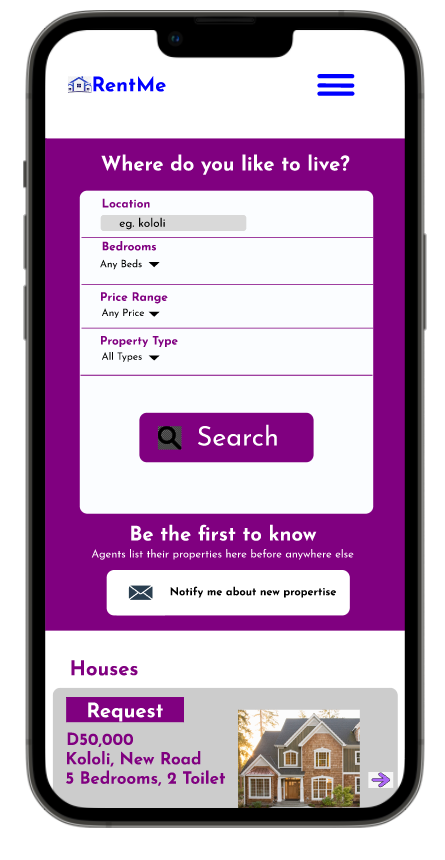 RentMe
Where do you like to live?
Location
eg. kololi
Bedrooms
Any Beds
Price Range
Any Price
Property Type
All Types
Search
Be the first to know
Agents list their properties here before anywhere else
Notify me about new propertise
Houses
Request
D50,000
Kololi, New Road
5 Bedrooms, 2 Toilet